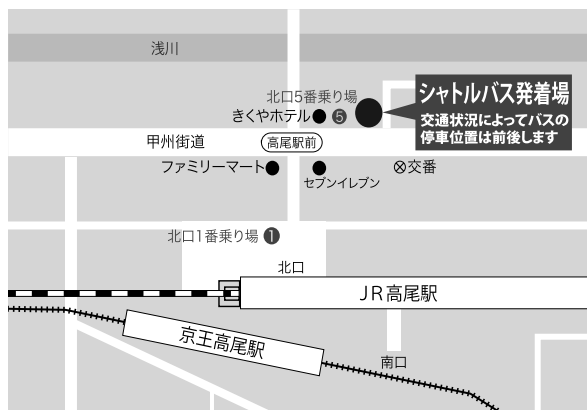 浅川
北口5番乗り場
きくやホテル
❺
シャトルバス発着場
交通状況によってバスの
停車位置は前後します
甲州街道
高尾駅前
ファミリーマート
セブンイレブン
交番
北口1番乗り場
❶
北口
JR高尾駅
京王高尾駅
南口